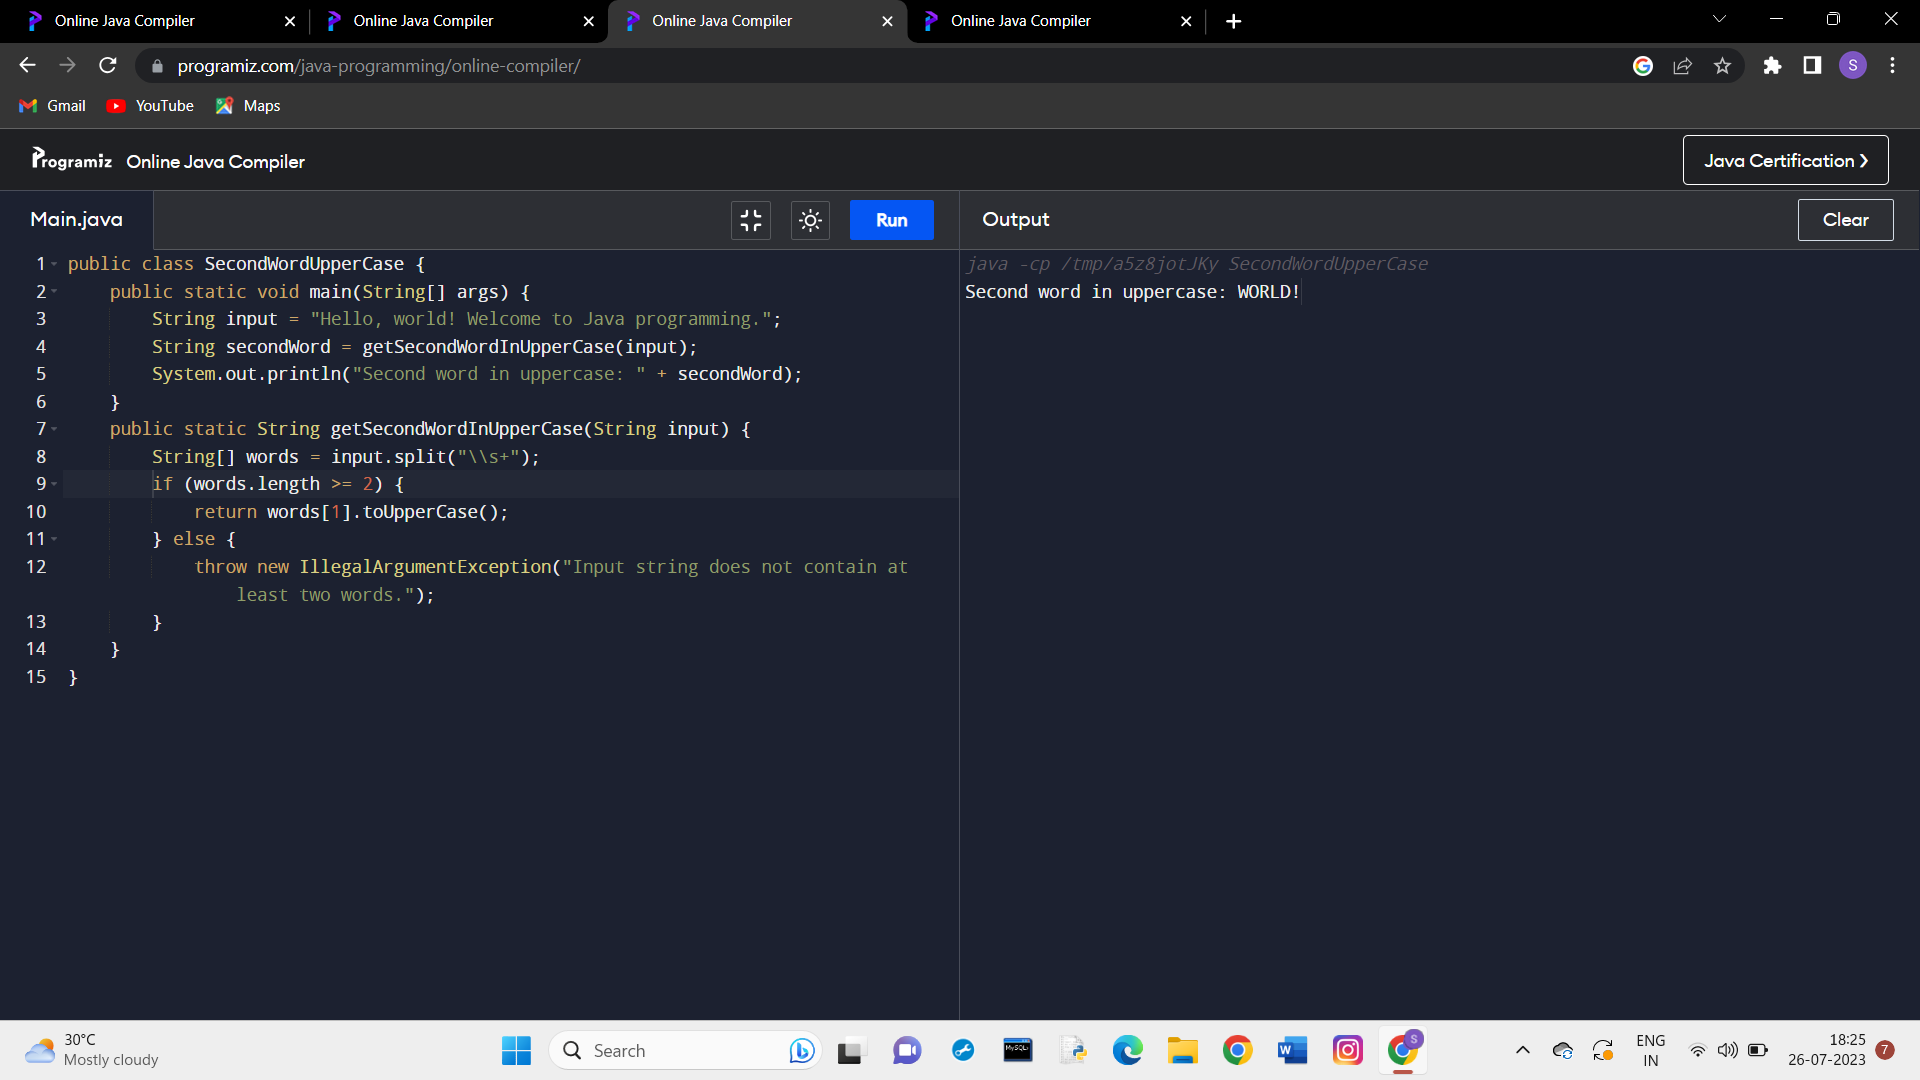 Online Java Compiler
Online Java Compiler
Online Java Compiler
Online Java Compiler
programiz.com/java-programming/online-compiler/
S
Gmail
YouTube
Maps
Programiz
Online Java Compiler
Java Certification ❯
Main.java
Run
Output
Clear
1 public class SecondWordUpperCase {
2     public static void main(String[] args) {
3         String input = "Hello, world! Welcome to Java programming.";
4         String secondWord = getSecondWordInUpperCase(input);
5         System.out.println("Second word in uppercase: " + secondWord);
6     }
7     public static String getSecondWordInUpperCase(String input) {
8         String[] words = input.split("\\s+");
9         if (words.length >= 2) {
10             return words[1].toUpperCase();
11         } else {
12             throw new IllegalArgumentException("Input string does not contain at
least two words.");
13         }
14     }
15 }
java -cp /tmp/a5z8jotJKy SecondWordUpperCase
Second word in uppercase: WORLD!
30°C
Mostly cloudy
Search
MySQL
S
ENG
IN
18:25
26-07-2023
7